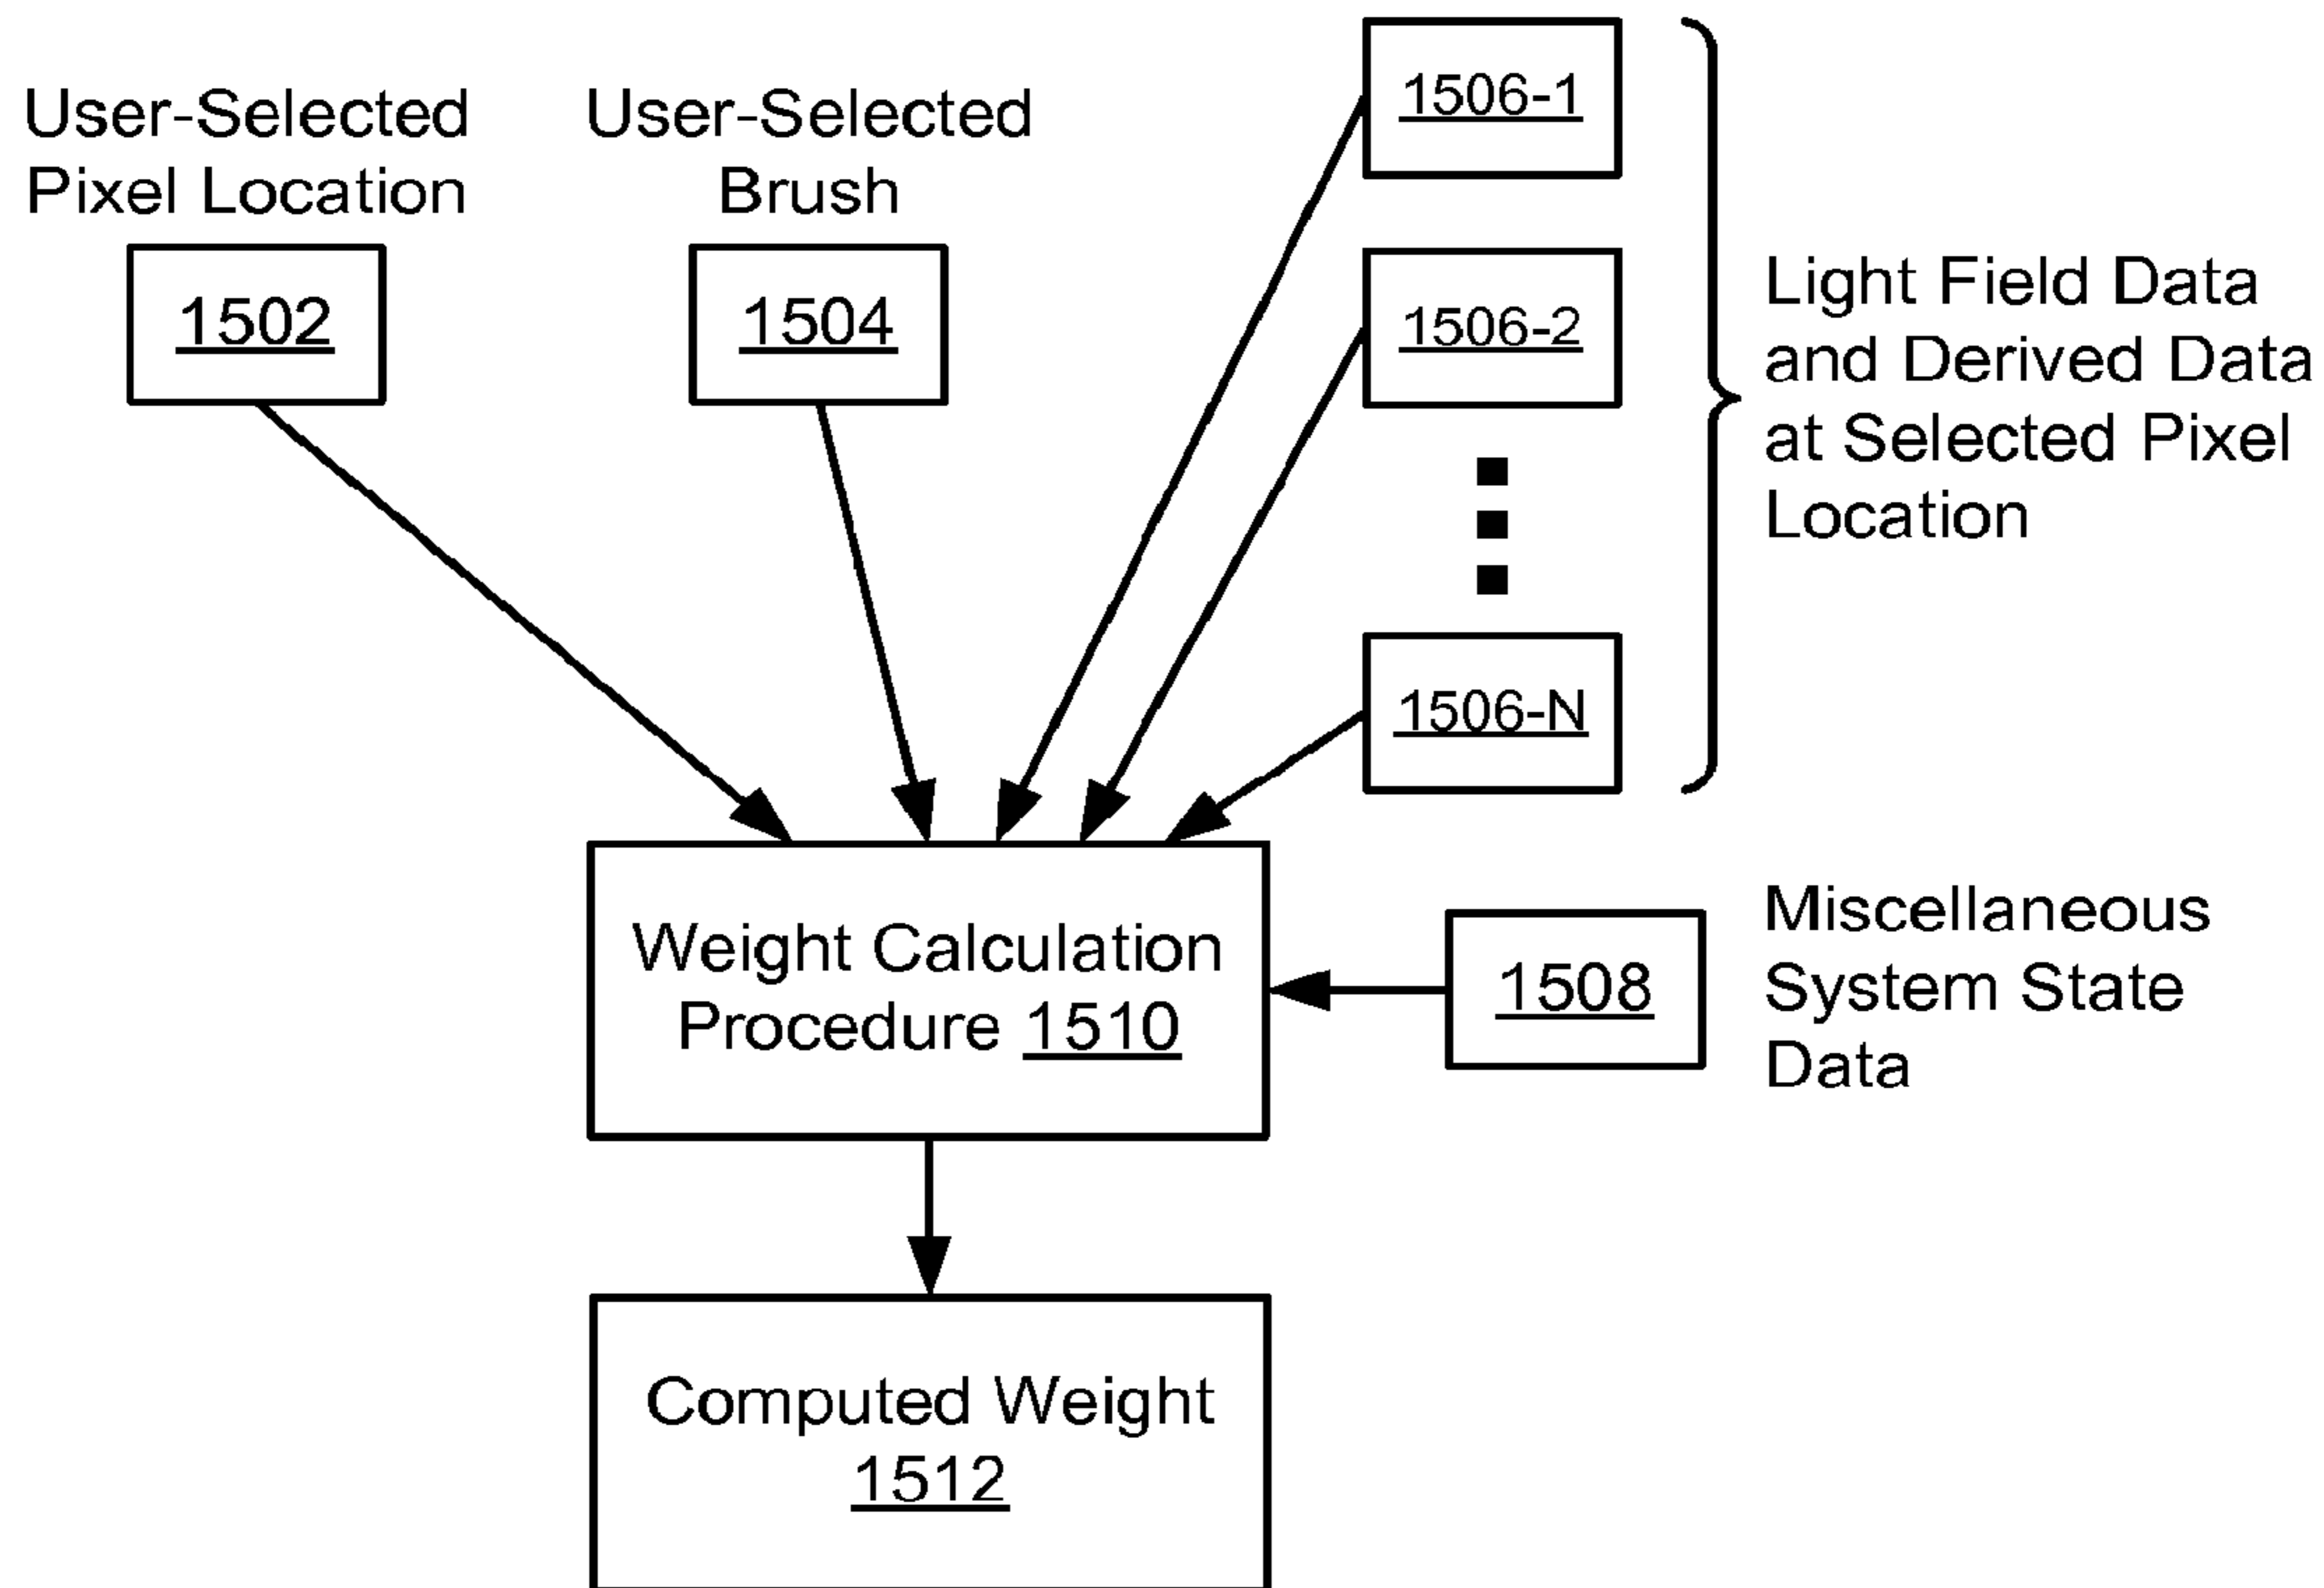 User-Selected
Pixel Location
1502
User-Selected
Brush
1504
1506-1
1506-2
1506-N
Light Field Data
and Derived Data
at Selected Pixel
Location
Weight Calculation
Procedure 1510
1508
Miscellaneous
System State
Data
Computed Weight
1512